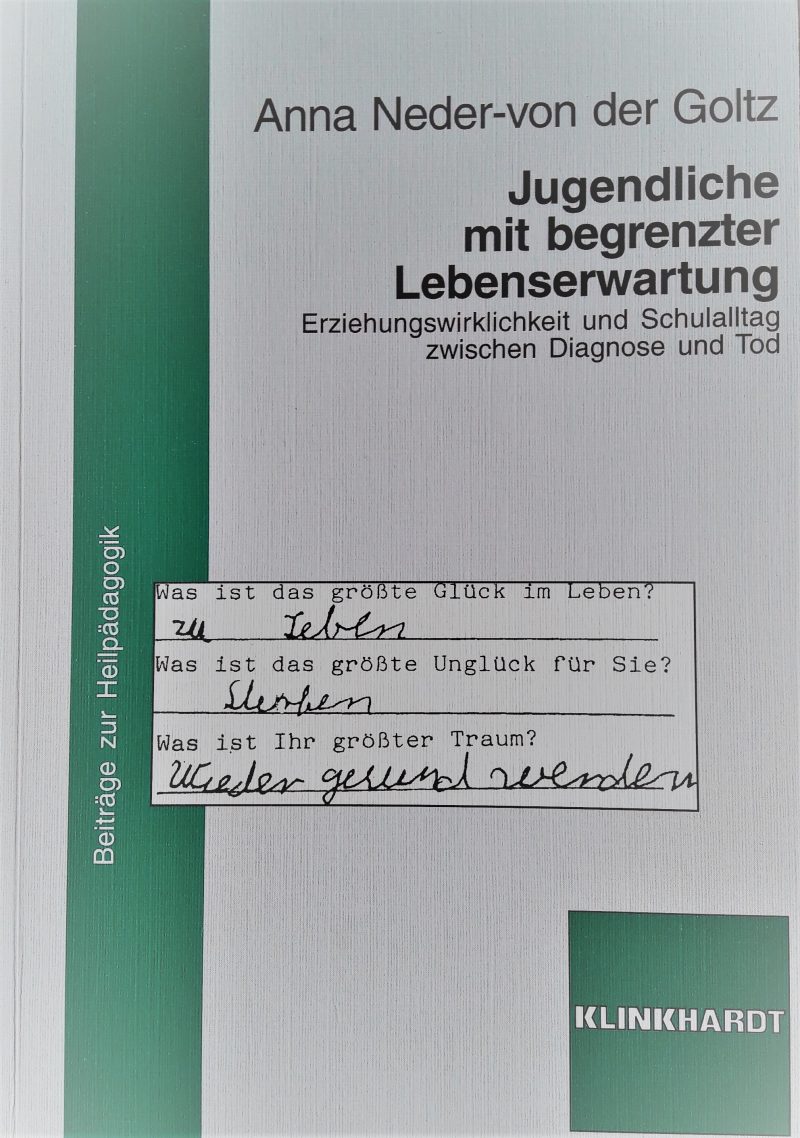 Anna Neder-von der Goltz
Jugendliche
mit begrenzter
Lebenserwartung
Erziehungswirklichkeit und Schulalltag
zwischen Diagnose und Tod
Beiträge zur Heilpädagogik
Was ist das größte Glück im Leben?
zu leben
Was ist das größte Unglück für Sie?
Sterben
Was ist Ihr größter Traum?
Wieder gesund werden
KLINKHARDT